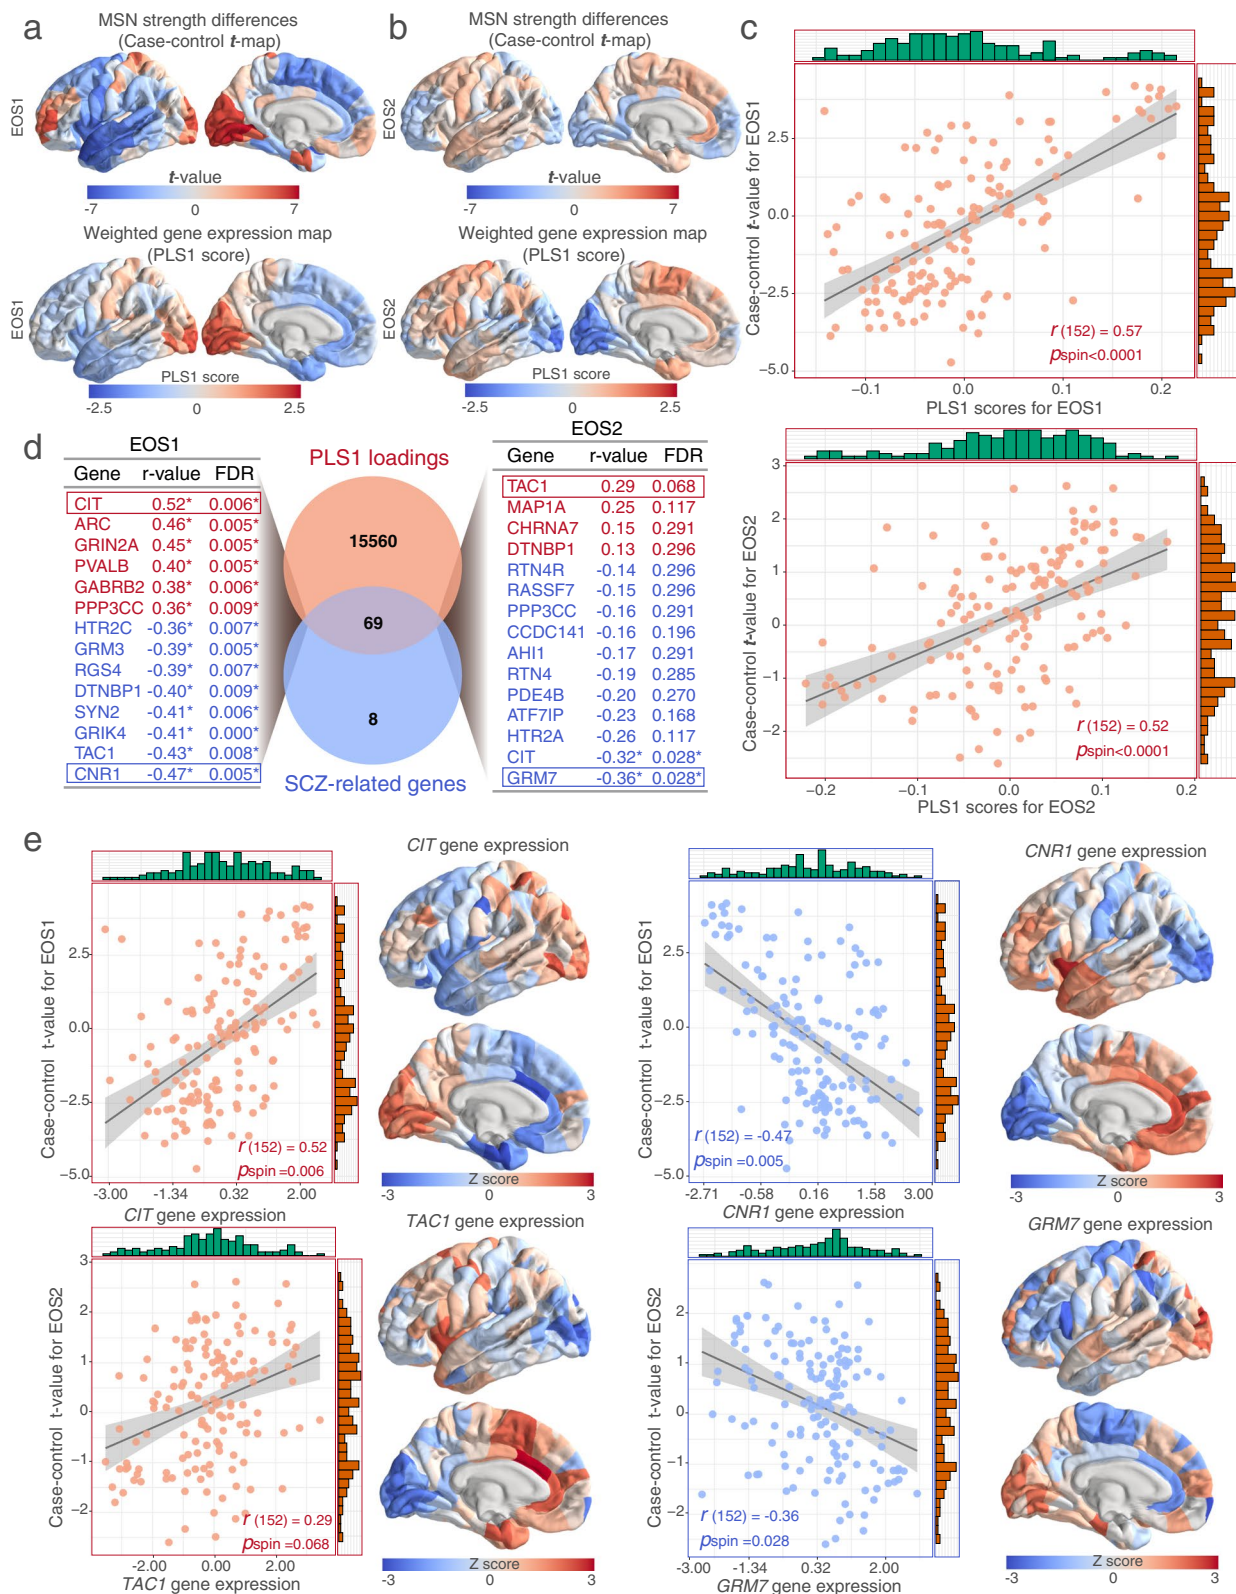 a
MSN strength differences
(Case-control t-map)
EOS1
t-value
-7 0 7
Weighted gene expression map
(PLS1 score)
EOS1
PLS1 score
-2.5 0 2.5
b
MSN strength differences
(Case-control t-map)
EOS2
t-value
-7 0 7
Weighted gene expression map
(PLS1 score)
EOS2
PLS1 score
-2.5 0 2.5
c
Case-control t-value for EOS1
2.5
0.0
−2.5
−5.0
r (152) = 0.57
pspin<0.0001
−0.1 0.0 0.1 0.2
PLS1 scores for EOS1
Case-control t-value for EOS2
3
2
1
0
−1
−2
r (152) = 0.52
pspin<0.0001
−0.2 −0.1 0.0 0.1 0.2
PLS1 scores for EOS2
d
EOS1
Gene r-value FDR
CIT 0.52* 0.006*
ARC 0.46* 0.005*
GRIN2A 0.45* 0.005*
PVALB 0.40* 0.005*
GABRB2 0.38* 0.006*
PPP3CC 0.36* 0.009*
HTR2C -0.36* 0.007*
GRM3 -0.39* 0.005*
RGS4 -0.39* 0.007*
DTNBP1 -0.40* 0.009*
SYN2 -0.41* 0.006*
GRIK4 -0.41* 0.000*
TAC1 -0.43* 0.008*
CNR1 -0.47* 0.005*
PLS1 loadings
15560
69
8
SCZ-related genes
EOS2
Gene r-value FDR
TAC1 0.29 0.068
MAP1A 0.25 0.117
CHRNA7 0.15 0.291
DTNBP1 0.13 0.296
RTN4R -0.14 0.296
RASSF7 -0.15 0.296
PPP3CC -0.16 0.291
CCDC141 -0.16 0.196
AHI1 -0.17 0.291
RTN4 -0.19 0.285
PDE4B -0.20 0.270
ATF7IP -0.23 0.168
HTR2A -0.26 0.117
CIT -0.32* 0.028*
GRM7 -0.36* 0.028*
e
Case-control t-value for EOS1
2.5
0.0
−2.5
−5.0
r (152) = 0.52
pspin =0.006
-3.00 -1.34 0.32 2.00
CIT gene expression
CIT gene expression
Z score
-3 0 3
Case-control t-value for EOS1
2.5
0.0
−2.5
−5.0
r (152) = -0.47
pspin =0.005
-2.71 -0.58 0.16 1.58 3.00
CNR1 gene expression
CNR1 gene expression
Z score
-3 0 3
Case-control t-value for EOS2
3
2
1
0
−1
−2
r (152) = 0.29
pspin =0.068
-2.00 0.00 2.00
TAC1 gene expression
TAC1 gene expression
Z score
-3 0 3
Case-control t-value for EOS2
2
1
0
−1
−2
r (152) = -0.36
pspin =0.028
-3.00 -1.34 0.32 2.00
GRM7 gene expression
GRM7 gene expression
Z score
-3 0 3